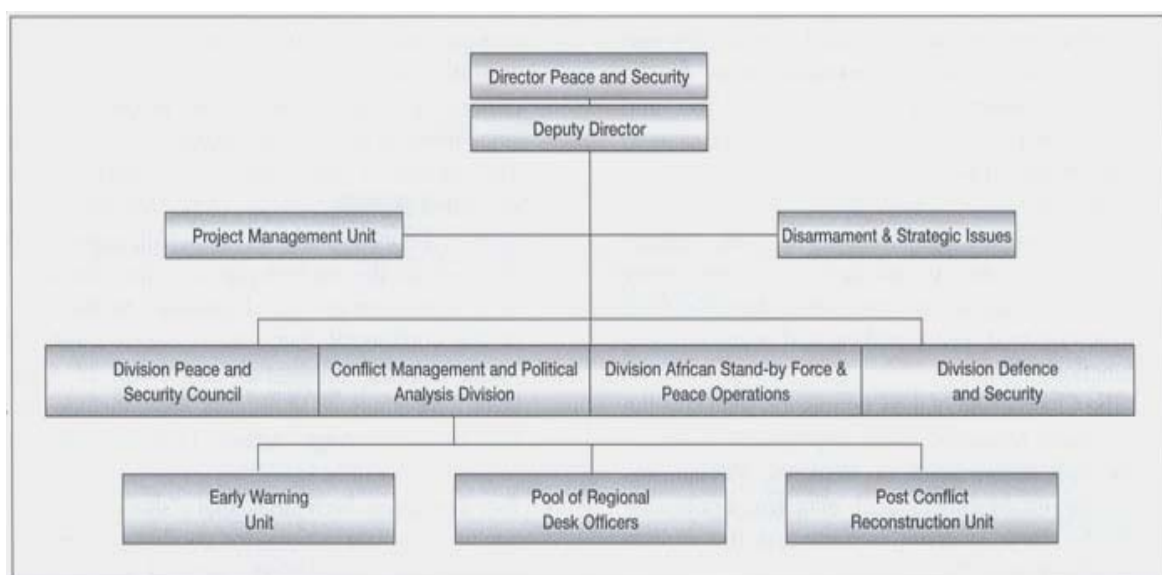 Director Peace and Security
Deputy Director
Project Management Unit
Disarmament & Strategic Issues
Division Peace and
Security Council
Conflict Management and Political
Analysis Division
Division African Stand-by Force &
Peace Operations
Division Defence
and Security
Early Warning
Unit
Pool of Regional
Desk Officers
Post Conflict
Reconstruction Unit